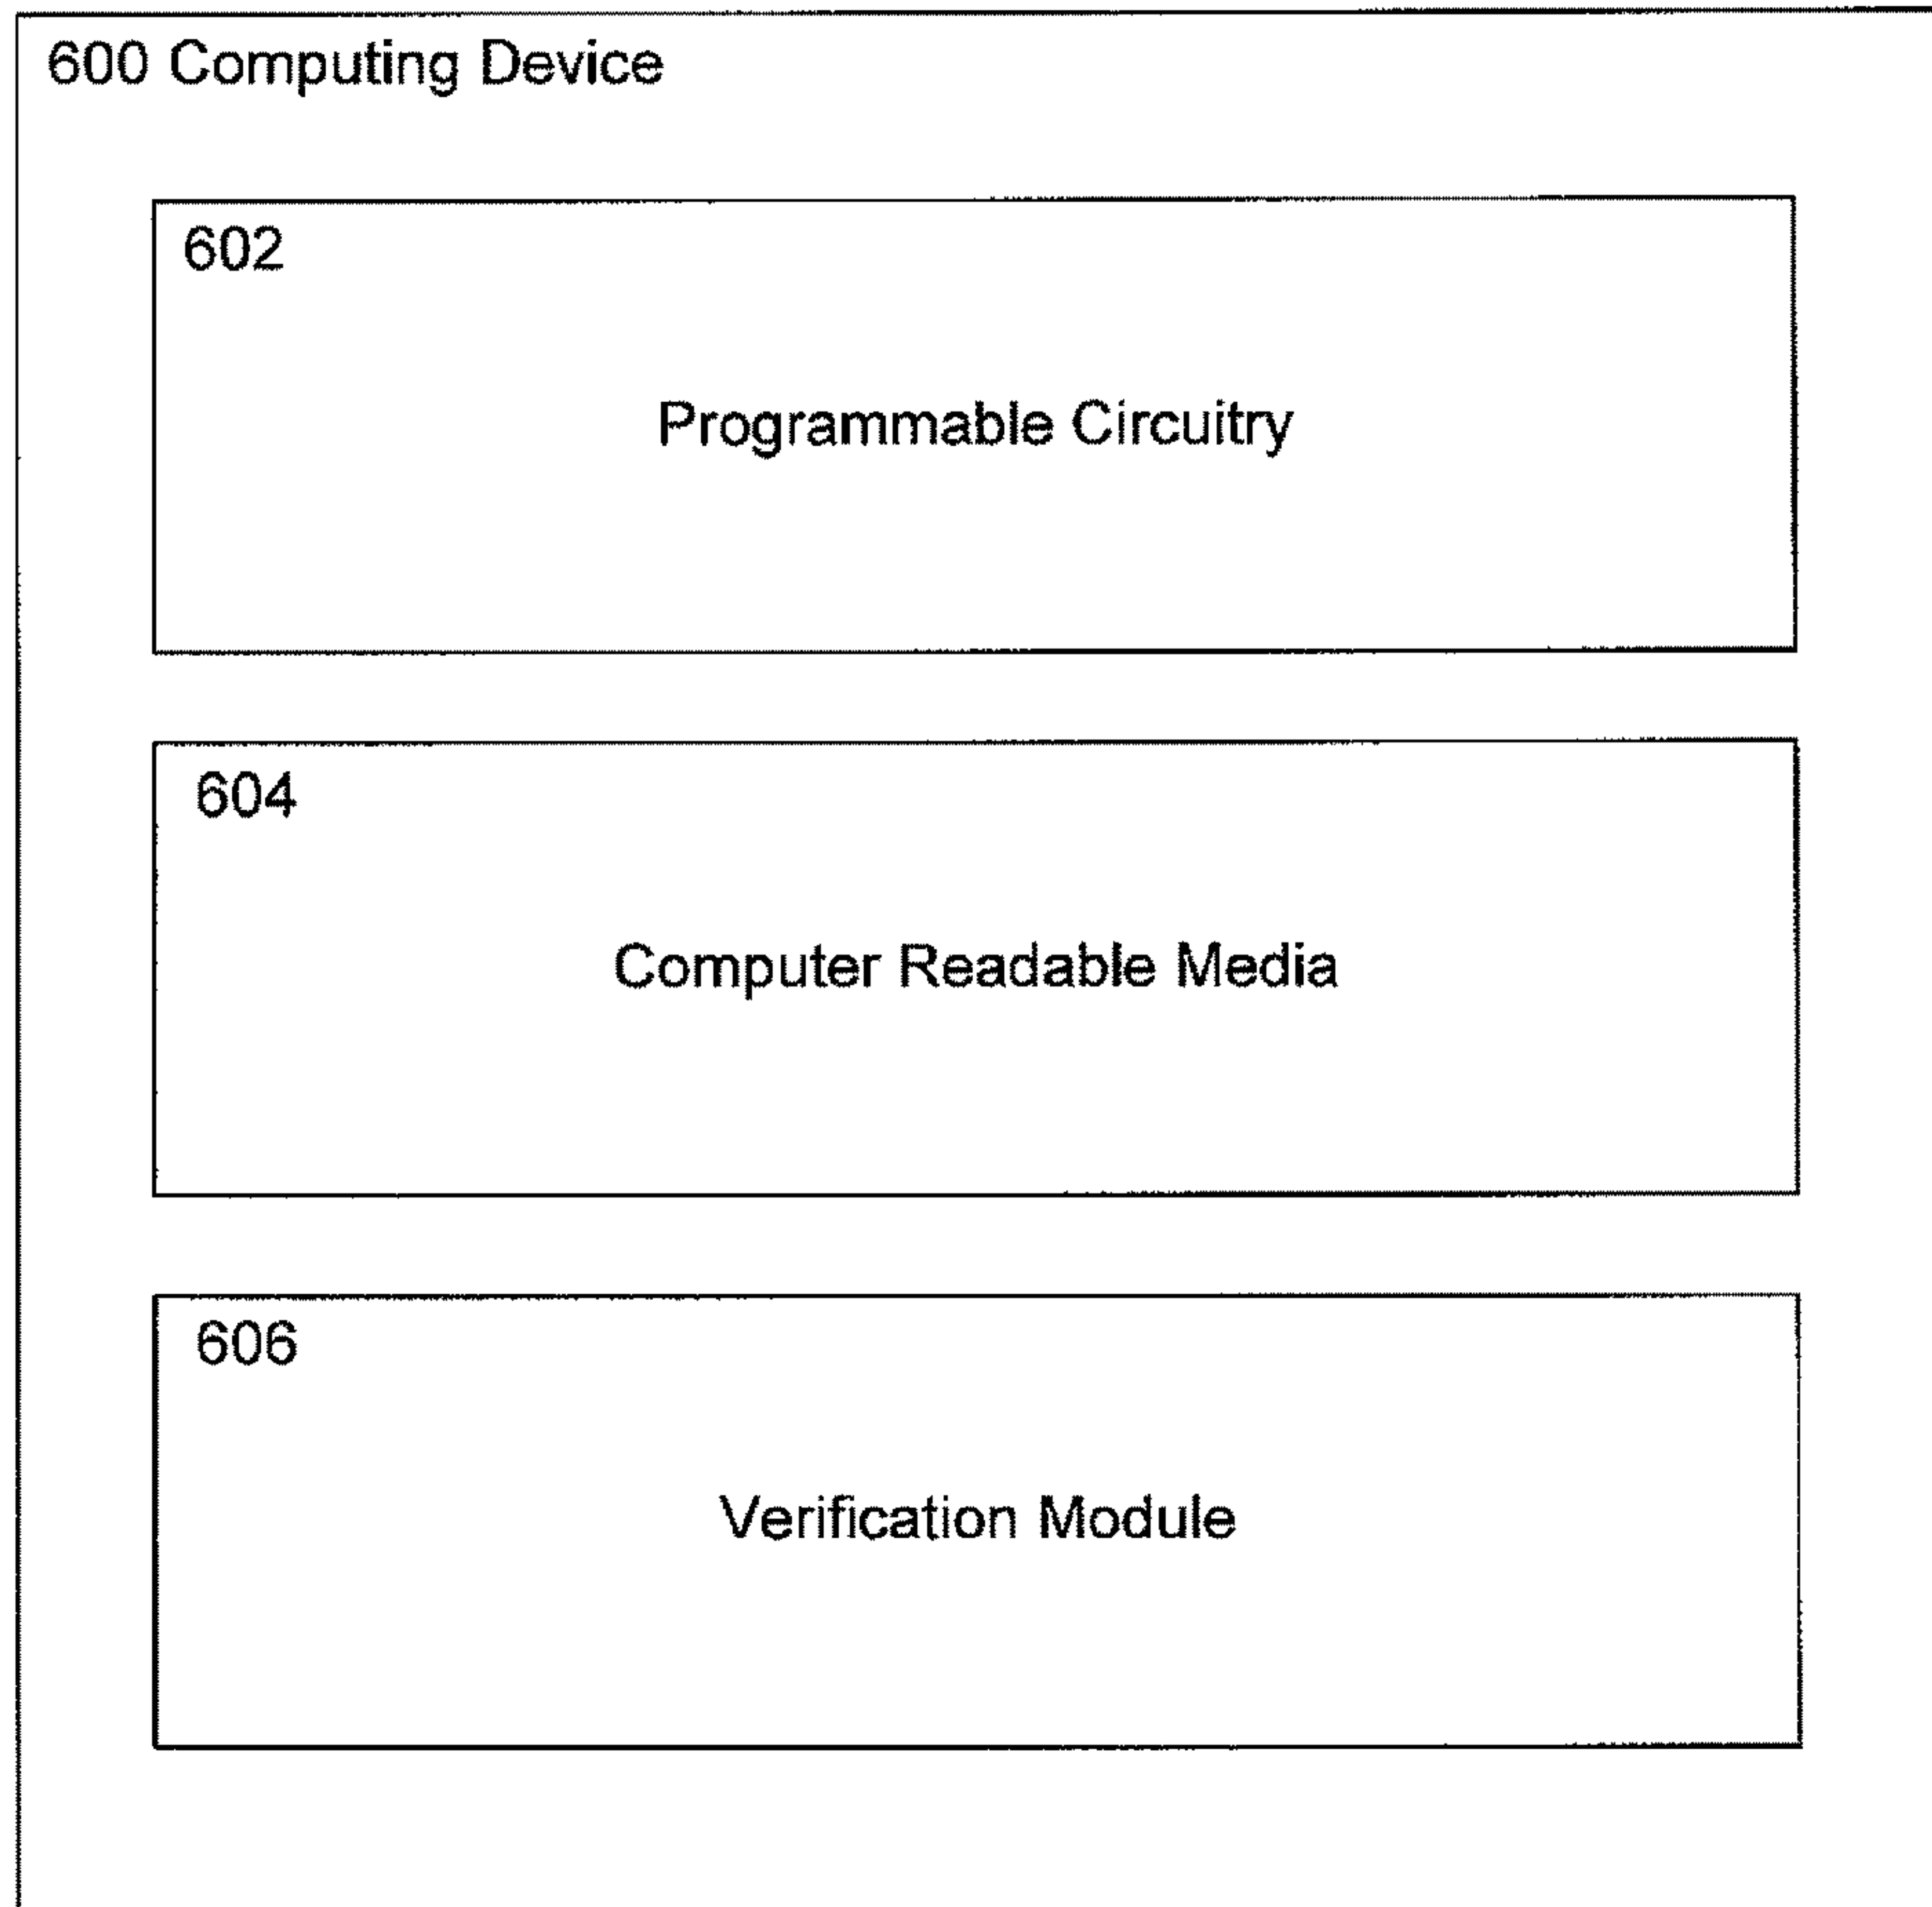 600 Computing Device
602
Programmable Circuitry
604
Computer Readable Media
606
Verification Module